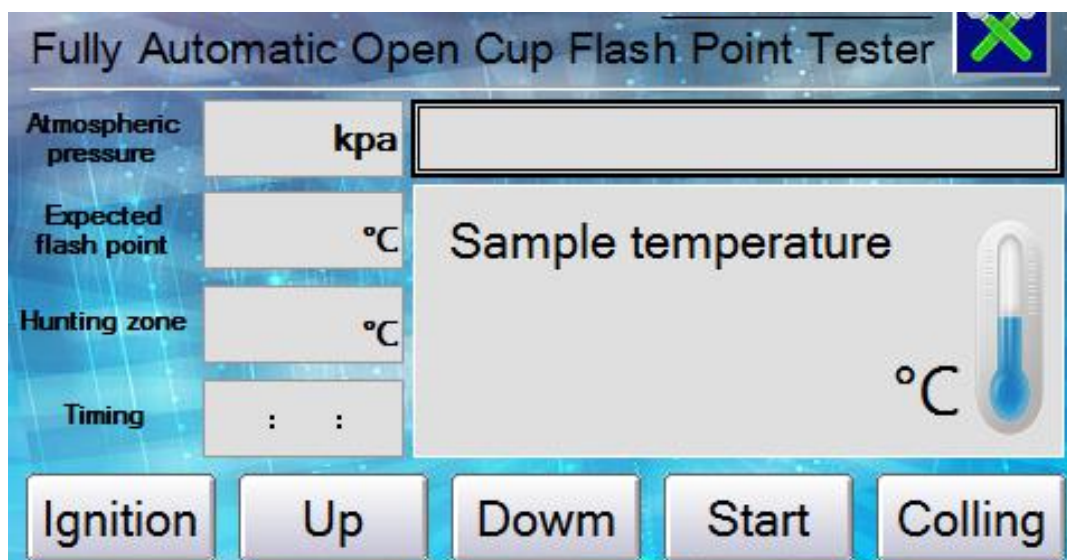 Fully Automatic Open Cup Flash Point Tester
Atmospheric
pressure
kpa
Expected
flash point
°C
Hunting zone
°C
Timing
: :
Sample temperature
°C
Ignition
Up
Dowm
Start
Colling